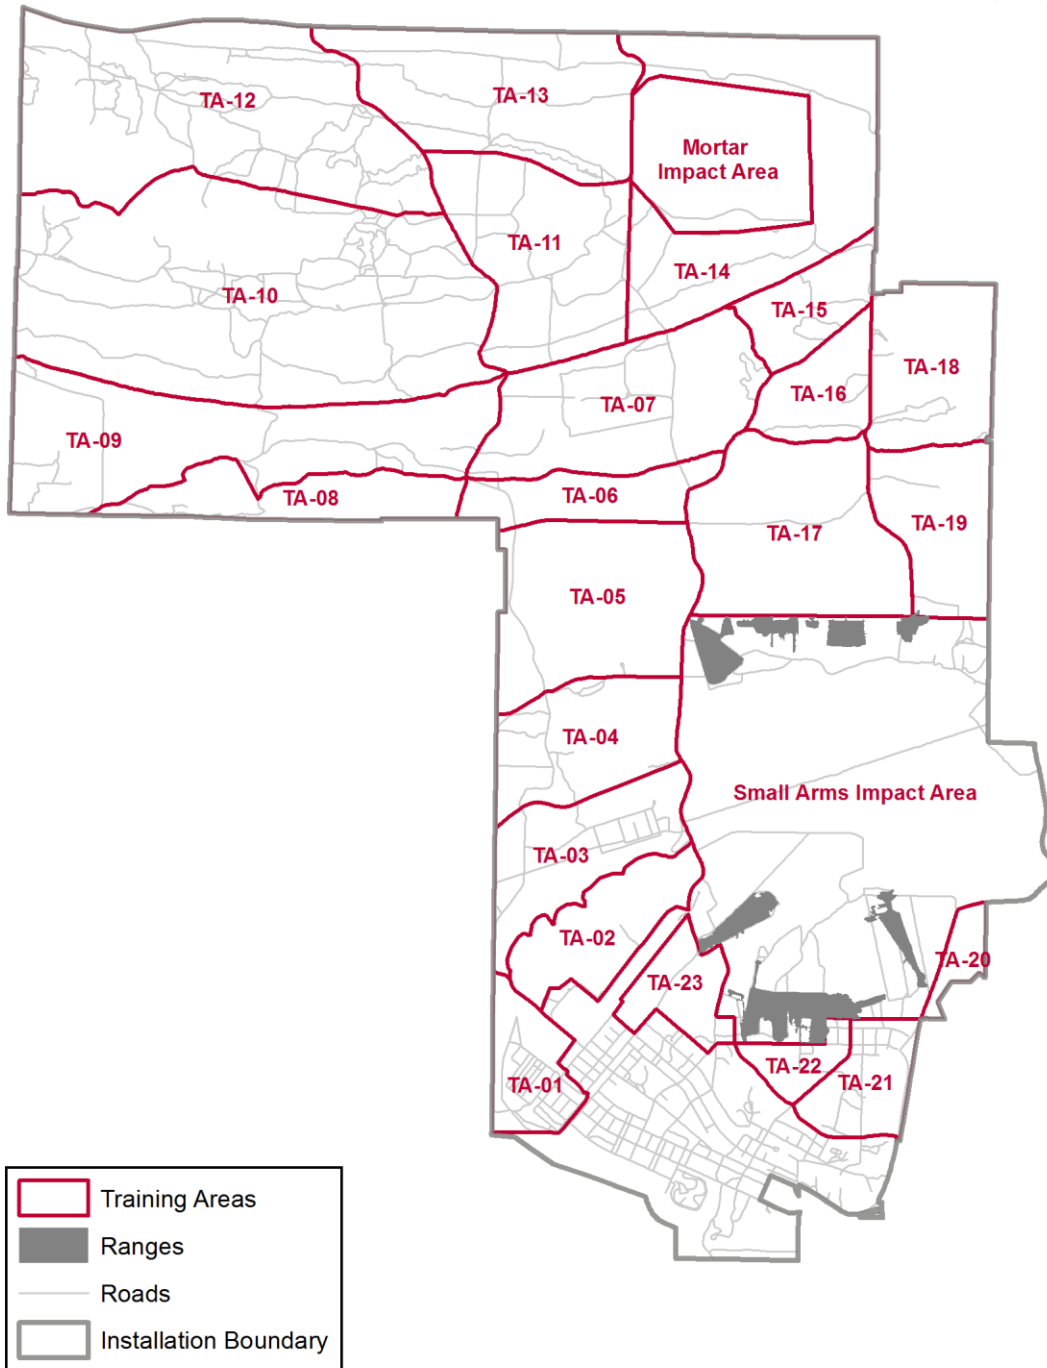 TA-12
TA-13
Mortar
Impact Area
TA-11
TA-14
TA-10
TA-15
TA-18
TA-16
TA-07
TA-09
TA-08
TA-06
TA-19
TA-17
TA-05
TA-04
Small Arms Impact Area
TA-03
TA-02
TA-20
TA-23
TA-22
TA-21
TA-01
Training Areas
Ranges
Roads
Installation Boundary